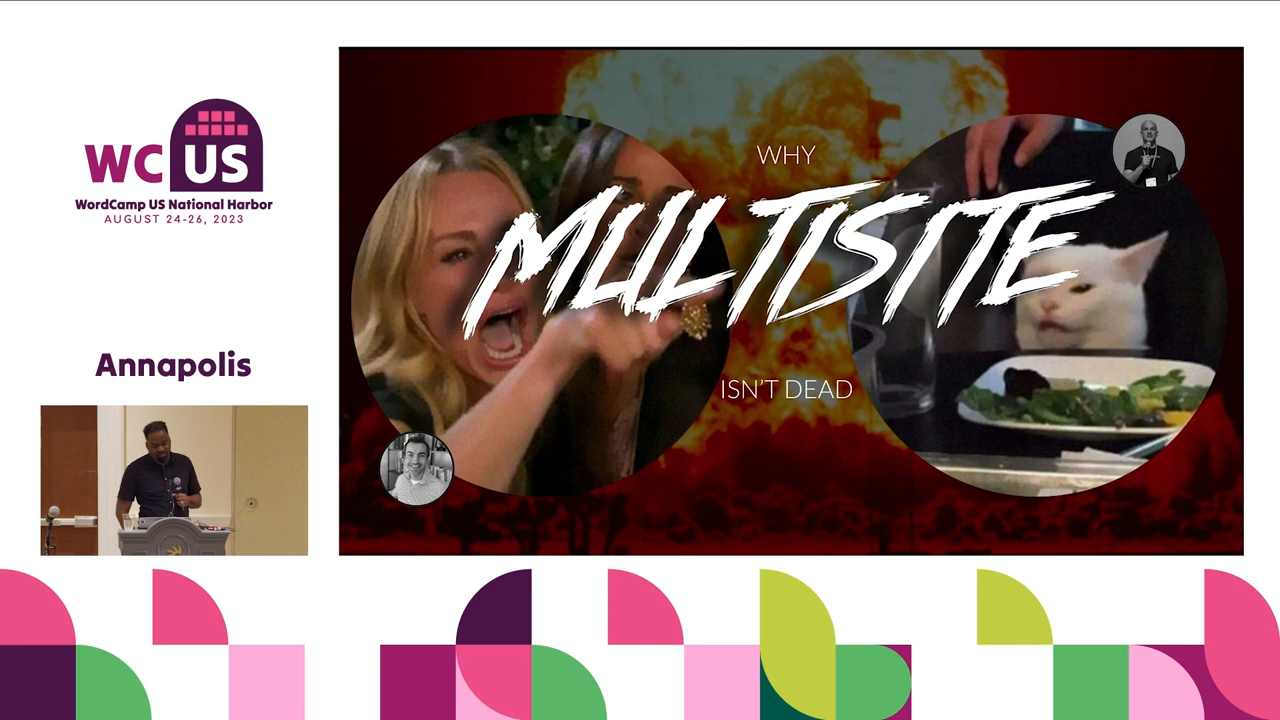 WC US
WordCamp US National Harbor
AUGUST 24-26, 2023
Annapolis
WHY
MULTISITE
ISN'T DEAD